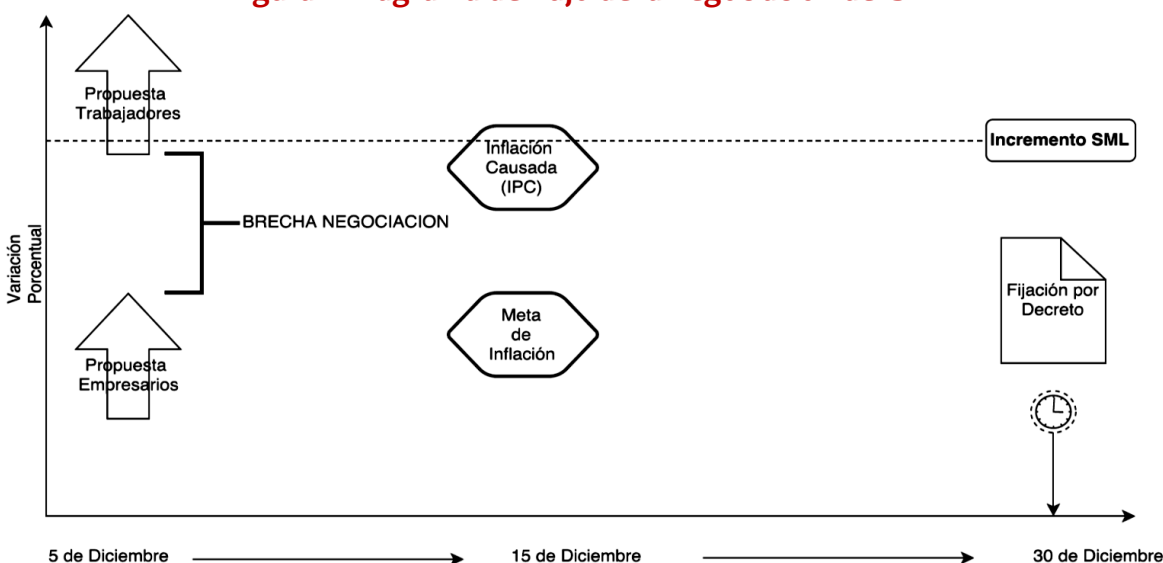 Propuesta
Trabajadores
Inflación
Causada
(IPC)
Incremento SML
BRECHA NEGOCIACION
Variación
Porcentual
Fijación por
Decreto
Meta
de
Inflación
Propuesta
Empresarios
5 de Diciembre
15 de Diciembre
30 de Diciembre